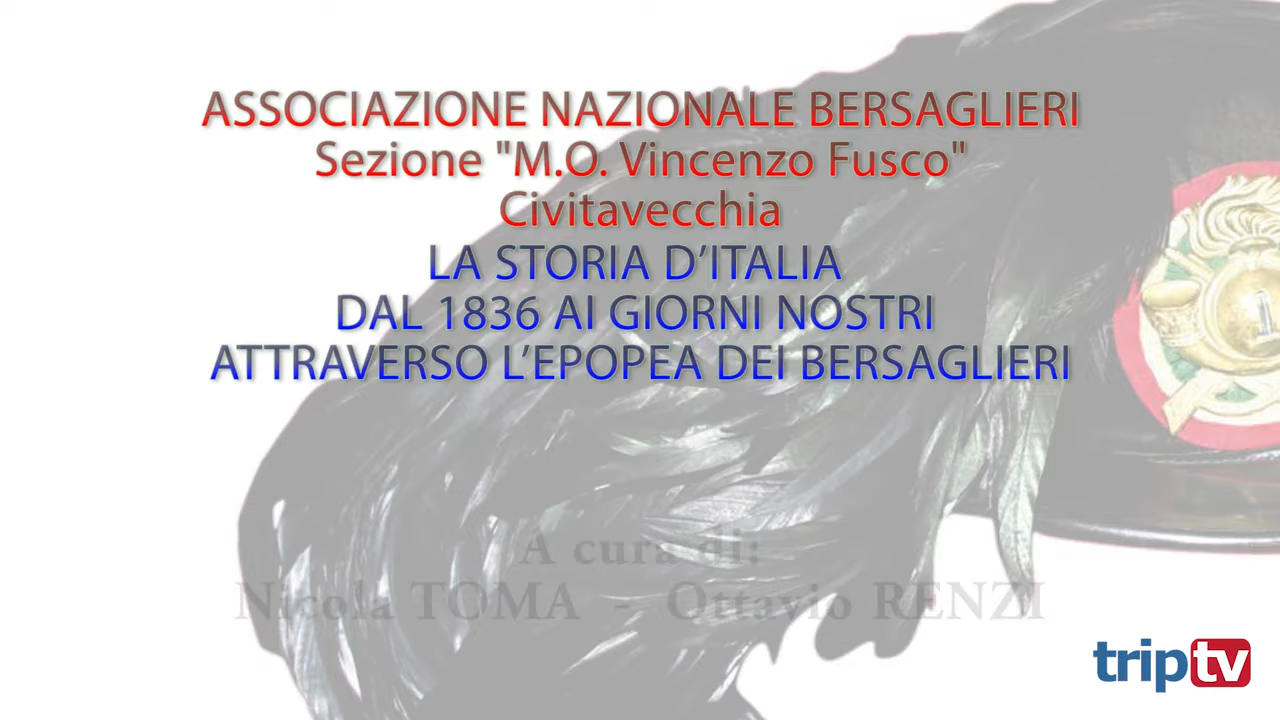 ASSOCIAZIONE NAZIONALE BERSAGLIERI
Sezione "M.O. Vincenzo Fusco"
Civitavecchia
LA STORIA D'ITALIA
DAL 1836 AI GIORNI NOSTRI
ATTRAVERSO L'EPOPEA DEI BERSAGLIERI
1
A cura di:
Nicola TOMA - Ottavio RENZI
triptv